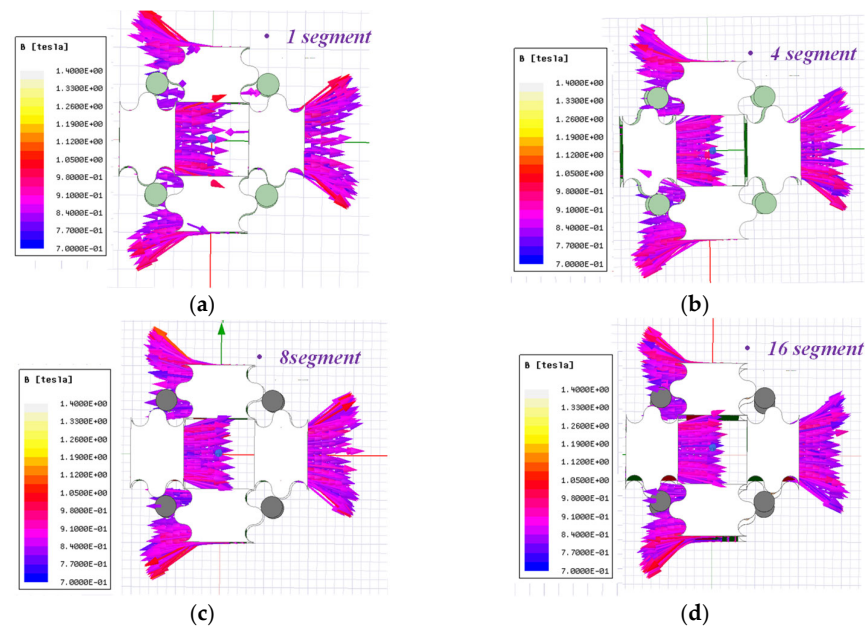 B [tesla]
1.4000E+00
1.3300E+00
1.2600E+00
1.1900E+00
1.1200E+00
1.0500E+00
9.8000E-01
9.1000E-01
8.4000E-01
7.7000E-01
7.0000E-01
• 1 segment
(a)
B [tesla]
1.4000E+00
1.3300E+00
1.2600E+00
1.1900E+00
1.1200E+00
1.0500E+00
9.8000E-01
9.1000E-01
8.4000E-01
7.7000E-01
7.0000E-01
• 4 segment
(b)
B [tesla]
1.4000E+00
1.3300E+00
1.2600E+00
1.1900E+00
1.1200E+00
1.0500E+00
9.8000E-01
9.1000E-01
8.4000E-01
7.7000E-01
7.0000E-01
• 8segment
(c)
B [tesla]
1.4000E+00
1.3300E+00
1.2600E+00
1.1900E+00
1.1200E+00
1.0500E+00
9.8000E-01
9.1000E-01
8.4000E-01
7.7000E-01
7.0000E-01
• 16 segment
(d)